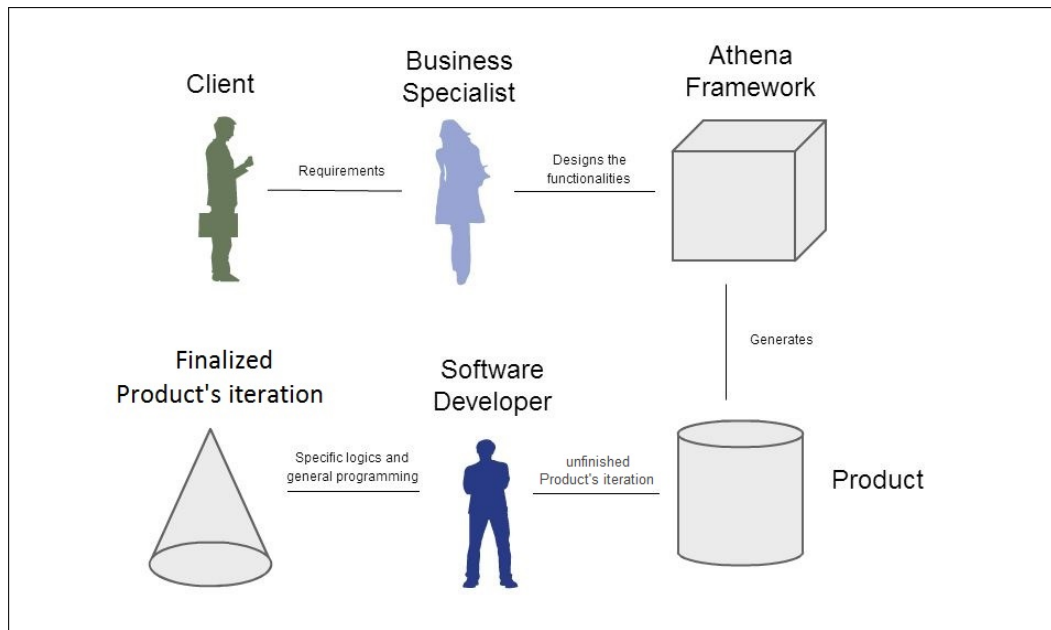 Client
Business
Specialist
Athena
Framework
Requirements
Designs the
functionalities
Generates
Finalized
Product's iteration
Software
Developer
Product
Specific logics and
general programming
unfinished
Product's iteration